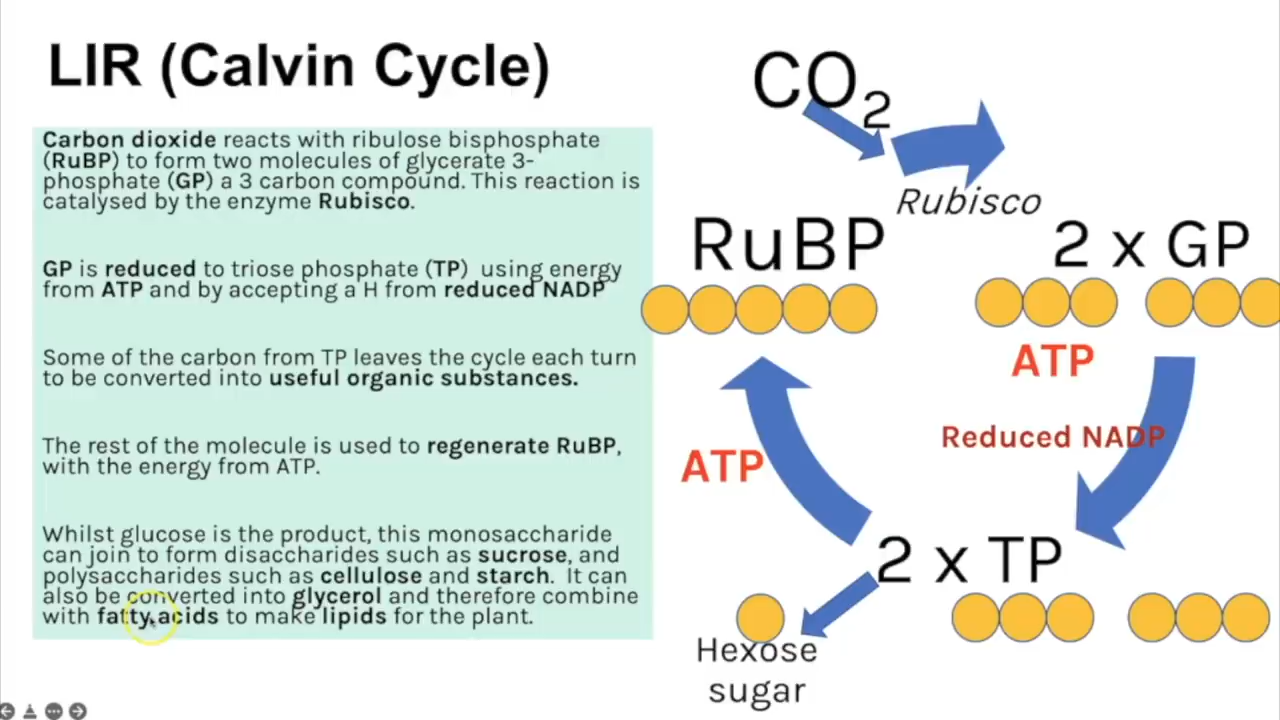 LIR (Calvin Cycle)
Carbon dioxide reacts with ribulose bisphosphate
(RuBP) to form two molecules of glycerate 3-
phosphate (GP) a 3 carbon compound. This reaction is
catalysed by the enzyme Rubisco.
GP is reduced to triose phosphate (TP) using energy
from ATP and by accepting a H from reduced NADP
Some of the carbon from TP leaves the cycle each turn
to be converted into useful organic substances.
The rest of the molecule is used to regenerate RuBP,
with the energy from ATP.
Whilst glucose is the product, this monosaccharide
can join to form disaccharides such as sucrose, and
polysaccharides such as cellulose and starch. It can
also be converted into glycerol and therefore combine
with fatty acids to make lipids for the plant.
CO₂
Rubisco
RuBP
2 x GP
ATP
Reduced NADP
ATP
2 x TP
Hexose
sugar